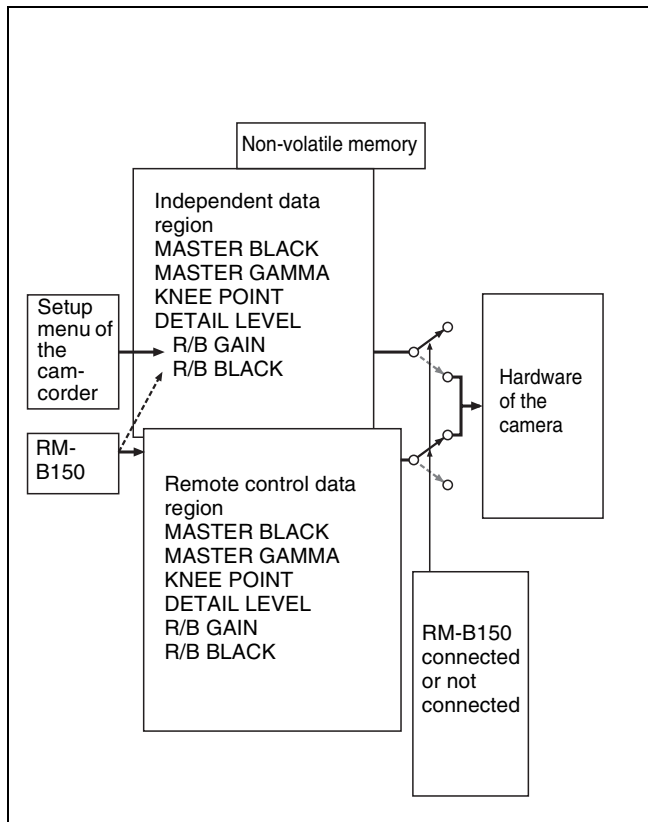 Non-volatile memory
Independent data
region
MASTER BLACK
MASTER GAMMA
KNEE POINT
DETAIL LEVEL
R/B GAIN
R/B BLACK
Setup
menu of
the
cam-
corder
RM-
B150
Hardware
of the
camera
Remote control data
region
MASTER BLACK
MASTER GAMMA
KNEE POINT
DETAIL LEVEL
R/B GAIN
R/B BLACK
RM-B150
connected
or not
connected